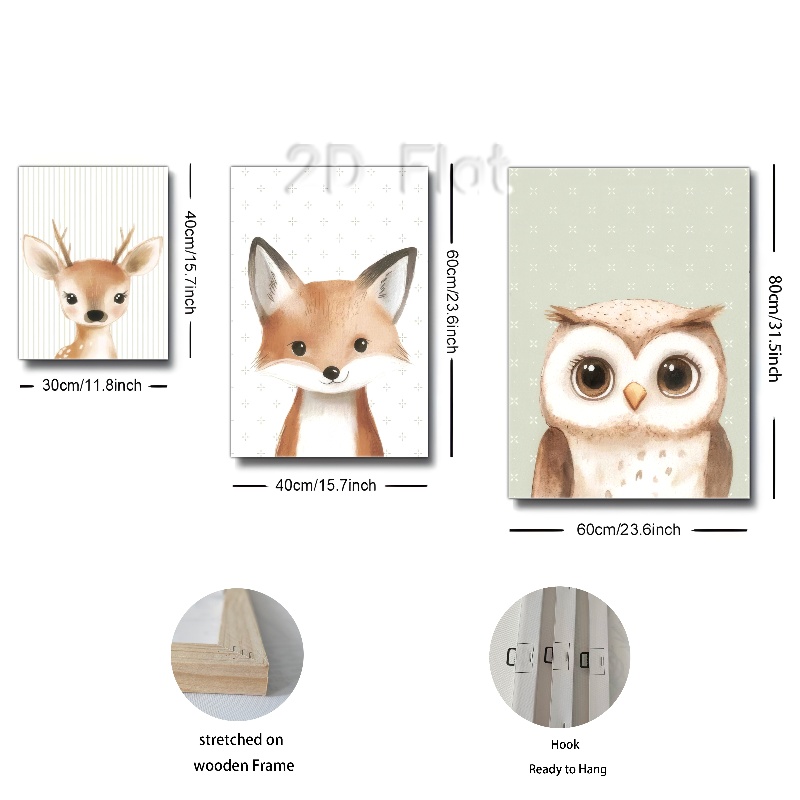 2D Flat
40cm/15.7inch
60cm/23.6inch
80cm/31.5inch
30cm/11.8inch
40cm/15.7inch
60cm/23.6inch
stretched on
wooden Frame
Hook
Ready to Hang